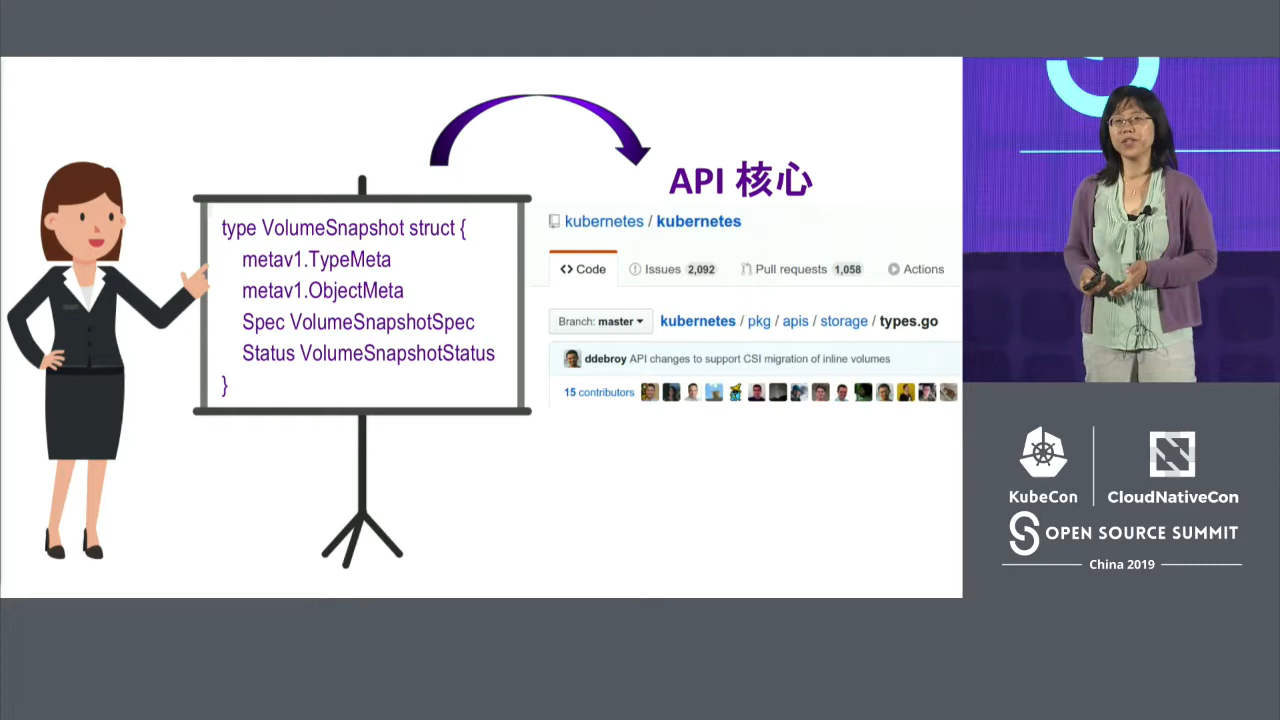 API 核心
type VolumeSnapshot struct {
metav1.TypeMeta
metav1.ObjectMeta
Spec VolumeSnapshotSpec
Status VolumeSnapshotStatus
}
kubernetes / kubernetes
Code Issues 2,092 Pull requests 1,058 Actions
Branch: master kubernetes / pkg / apis / storage / types.go
ddebroy API changes to support CSI migration of inline volumes
15 contributors
KubeCon CloudNativeCon
OPEN SOURCE SUMMIT
China 2019